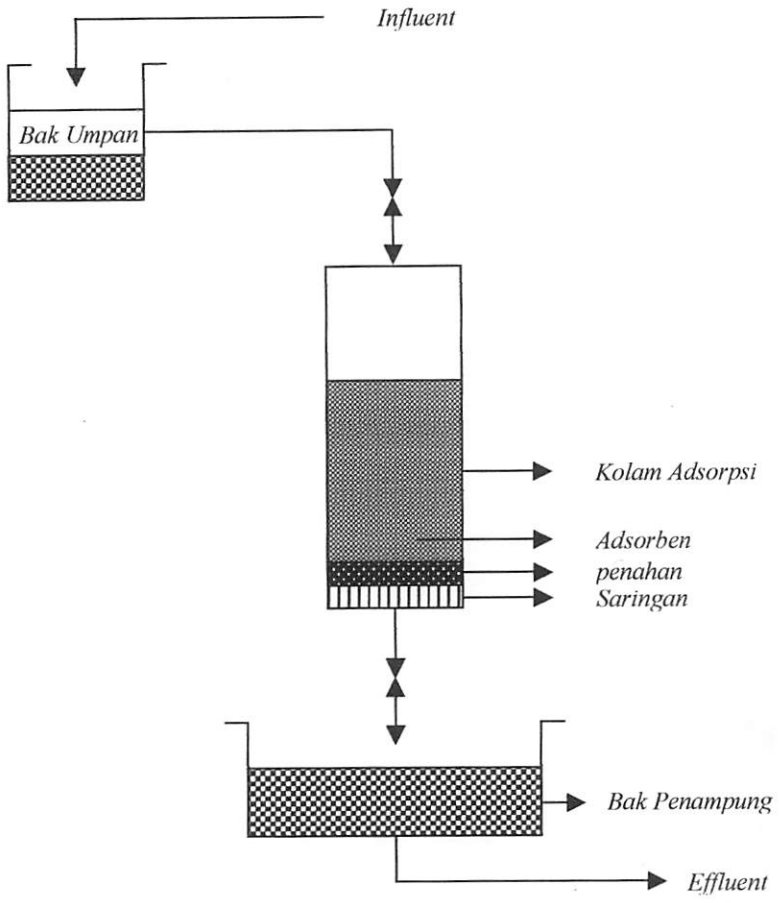 Influent
Bak Umpan
Kolam Adsorpsi
Adsorben
penahan
Saringan
Bak Penampung
Effluent